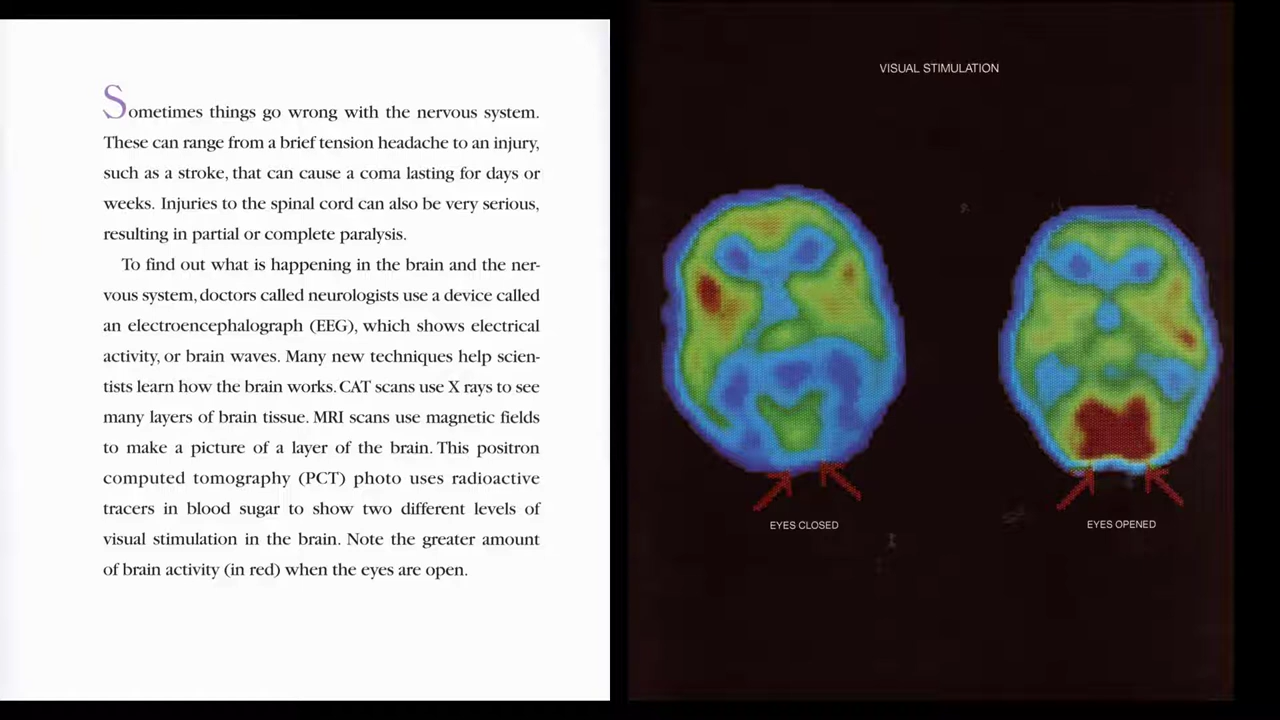 Sometimes things go wrong with the nervous system.
These can range from a brief tension headache to an injury,
such as a stroke, that can cause a coma lasting for days or
weeks. Injuries to the spinal cord can also be very serious,
resulting in partial or complete paralysis.
To find out what is happening in the brain and the ner-
vous system, doctors called neurologists use a device called
an electroencephalograph (EEG), which shows electrical
activity, or brain waves. Many new techniques help scien-
tists learn how the brain works. CAT scans use X rays to see
many layers of brain tissue. MRI scans use magnetic fields
to make a picture of a layer of the brain. This positron
computed tomography (PCT) photo uses radioactive
tracers in blood sugar to show two different levels of
visual stimulation in the brain. Note the greater amount
of brain activity (in red) when the eyes are open.
VISUAL STIMULATION
EYES CLOSED
EYES OPENED